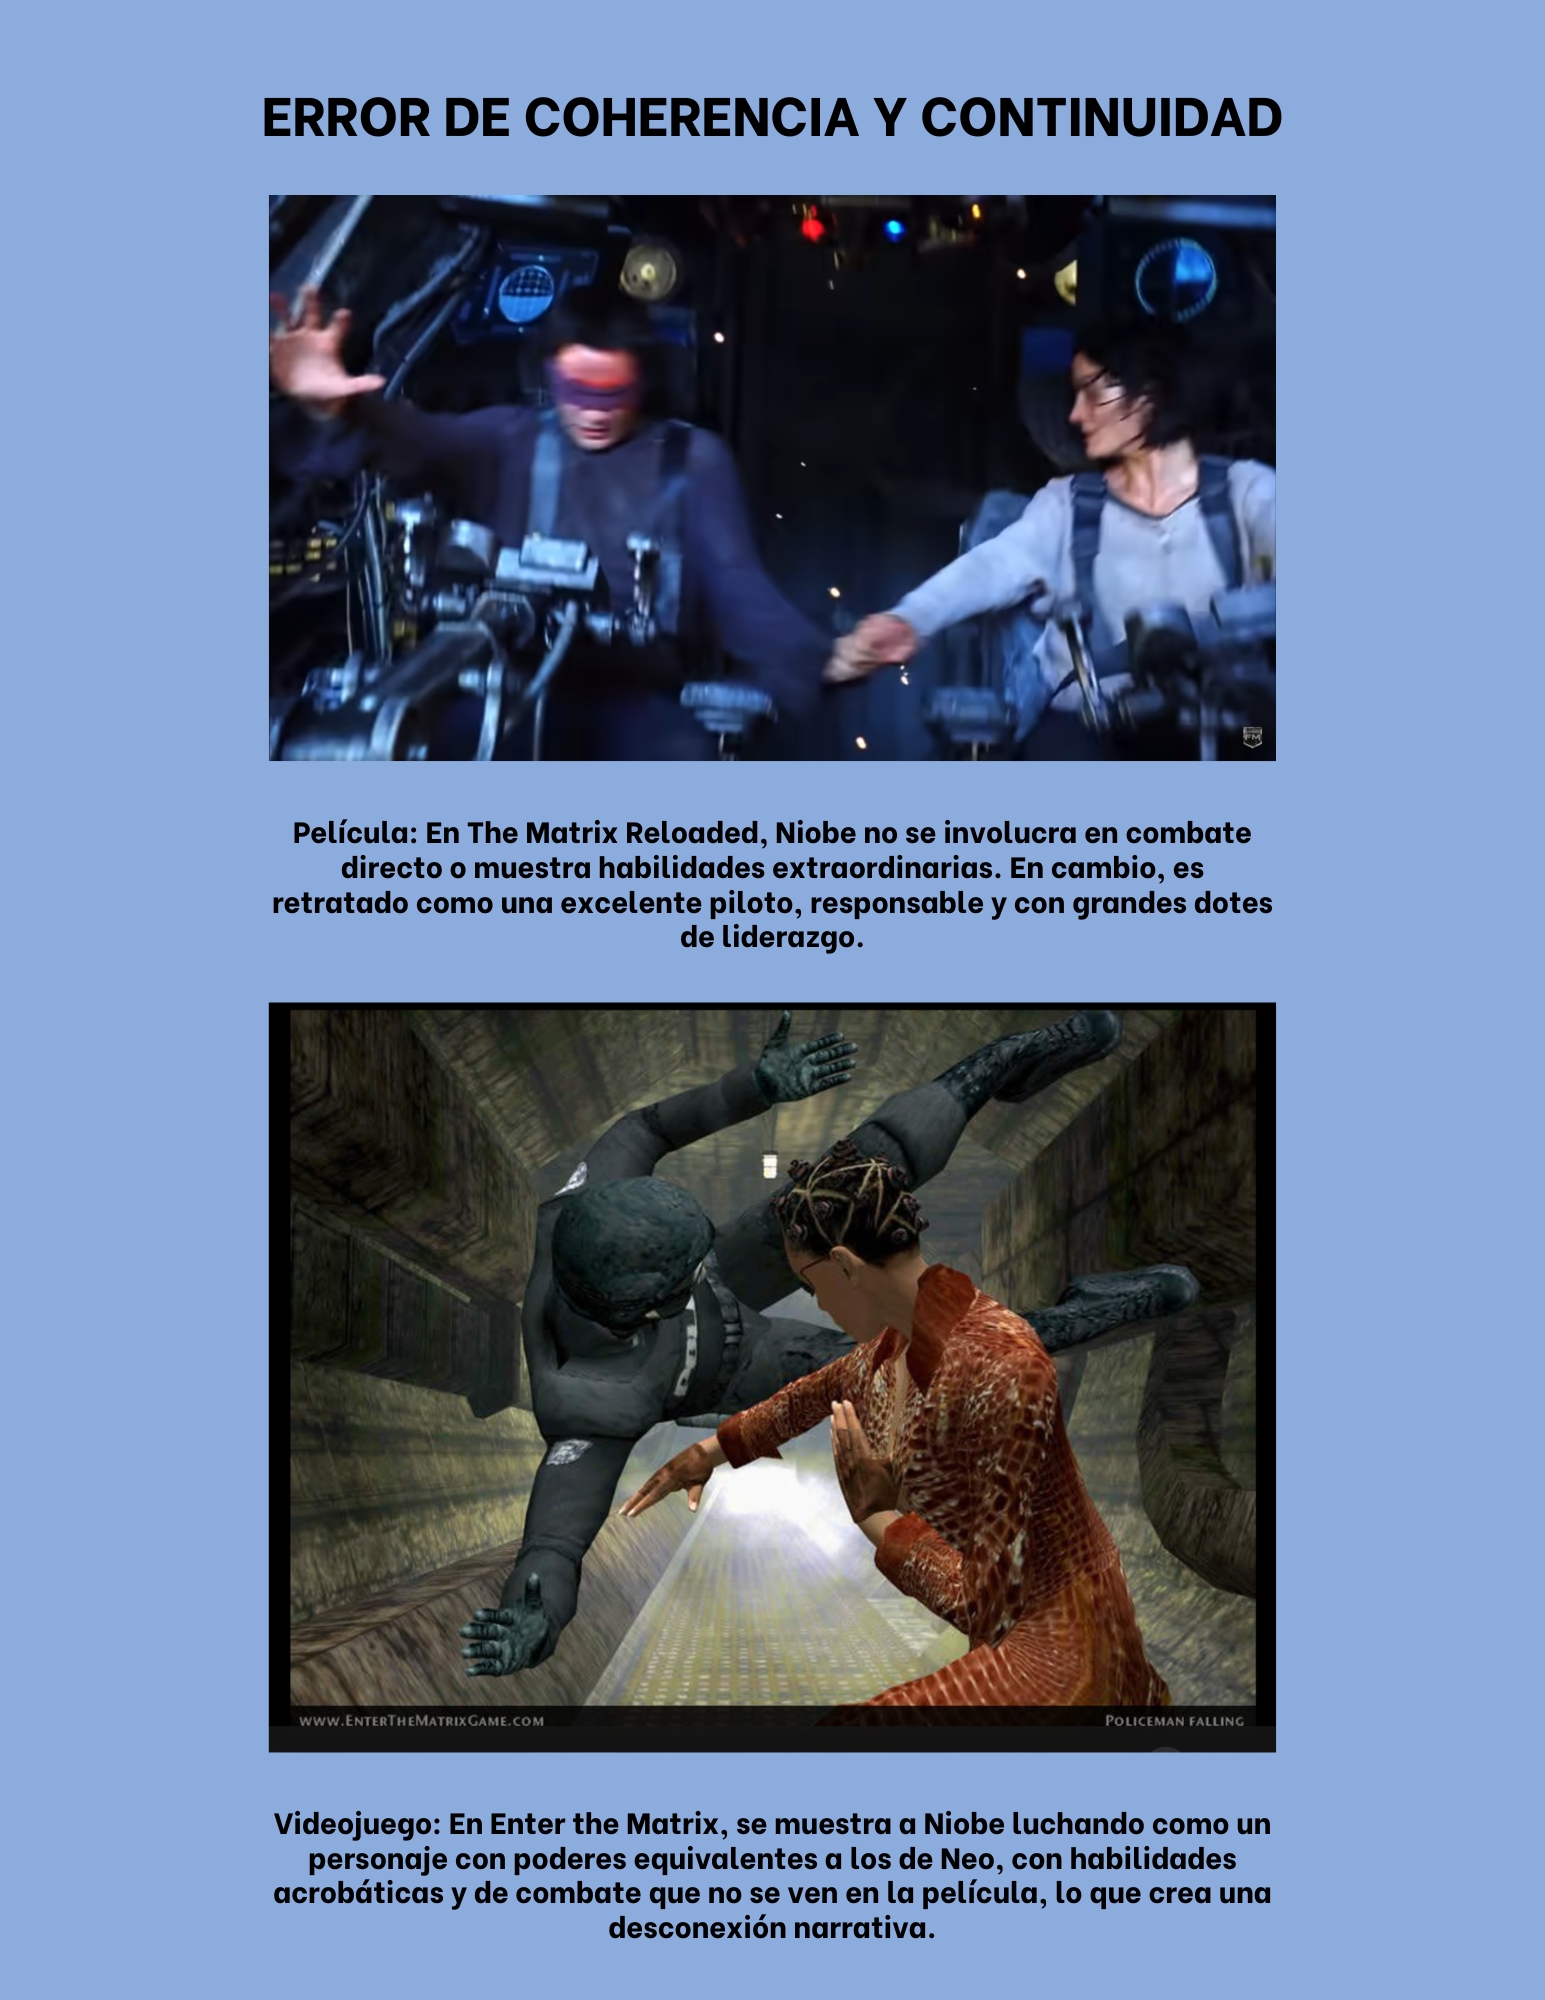 ERROR DE COHERENCIA Y CONTINUIDAD
FM
Película: En The Matrix Reloaded, Niobe no se involucra en combate
directo o muestra habilidades extraordinarias. En cambio, es
retratado como una excelente piloto, responsable y con grandes dotes
de liderazgo.
WWW.ENTERTHEMATRIXGAME.COM
POLICEMAN FALLING
Videojuego: En Enter the Matrix, se muestra a Niobe luchando como un
personaje con poderes equivalentes a los de Neo, con habilidades
acrobáticas y de combate que no se ven en la película, lo que crea una
desconexión narrativa.